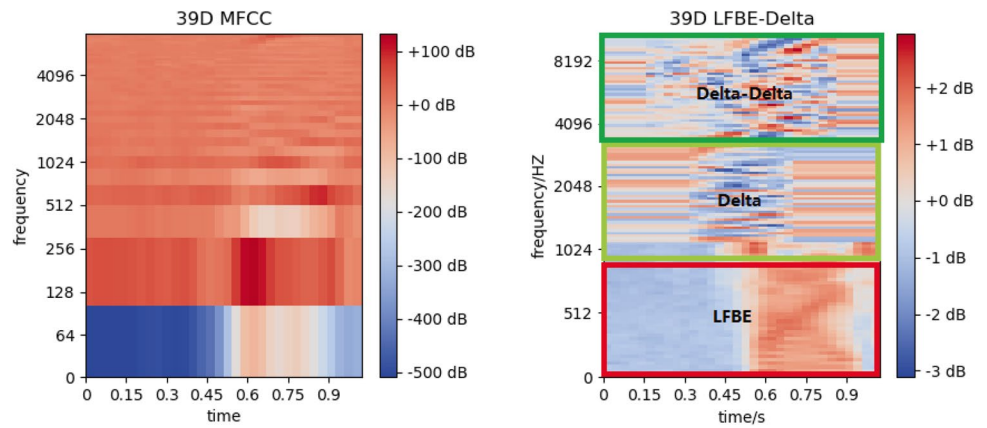 39D MFCC
frequency
4096
2048
1024
512
256
128
64
0
0 0.15 0.3 0.45 0.6 0.75 0.9
time
+100 dB
+0 dB
-100 dB
-200 dB
-300 dB
-400 dB
-500 dB
39D LFBE-Delta
frequency/HZ
8192
4096
2048
1024
512
0
Delta-Delta
Delta
LFBE
0 0.15 0.3 0.45 0.6 0.75 0.9
time/s
+2 dB
+1 dB
+0 dB
-1 dB
-2 dB
-3 dB